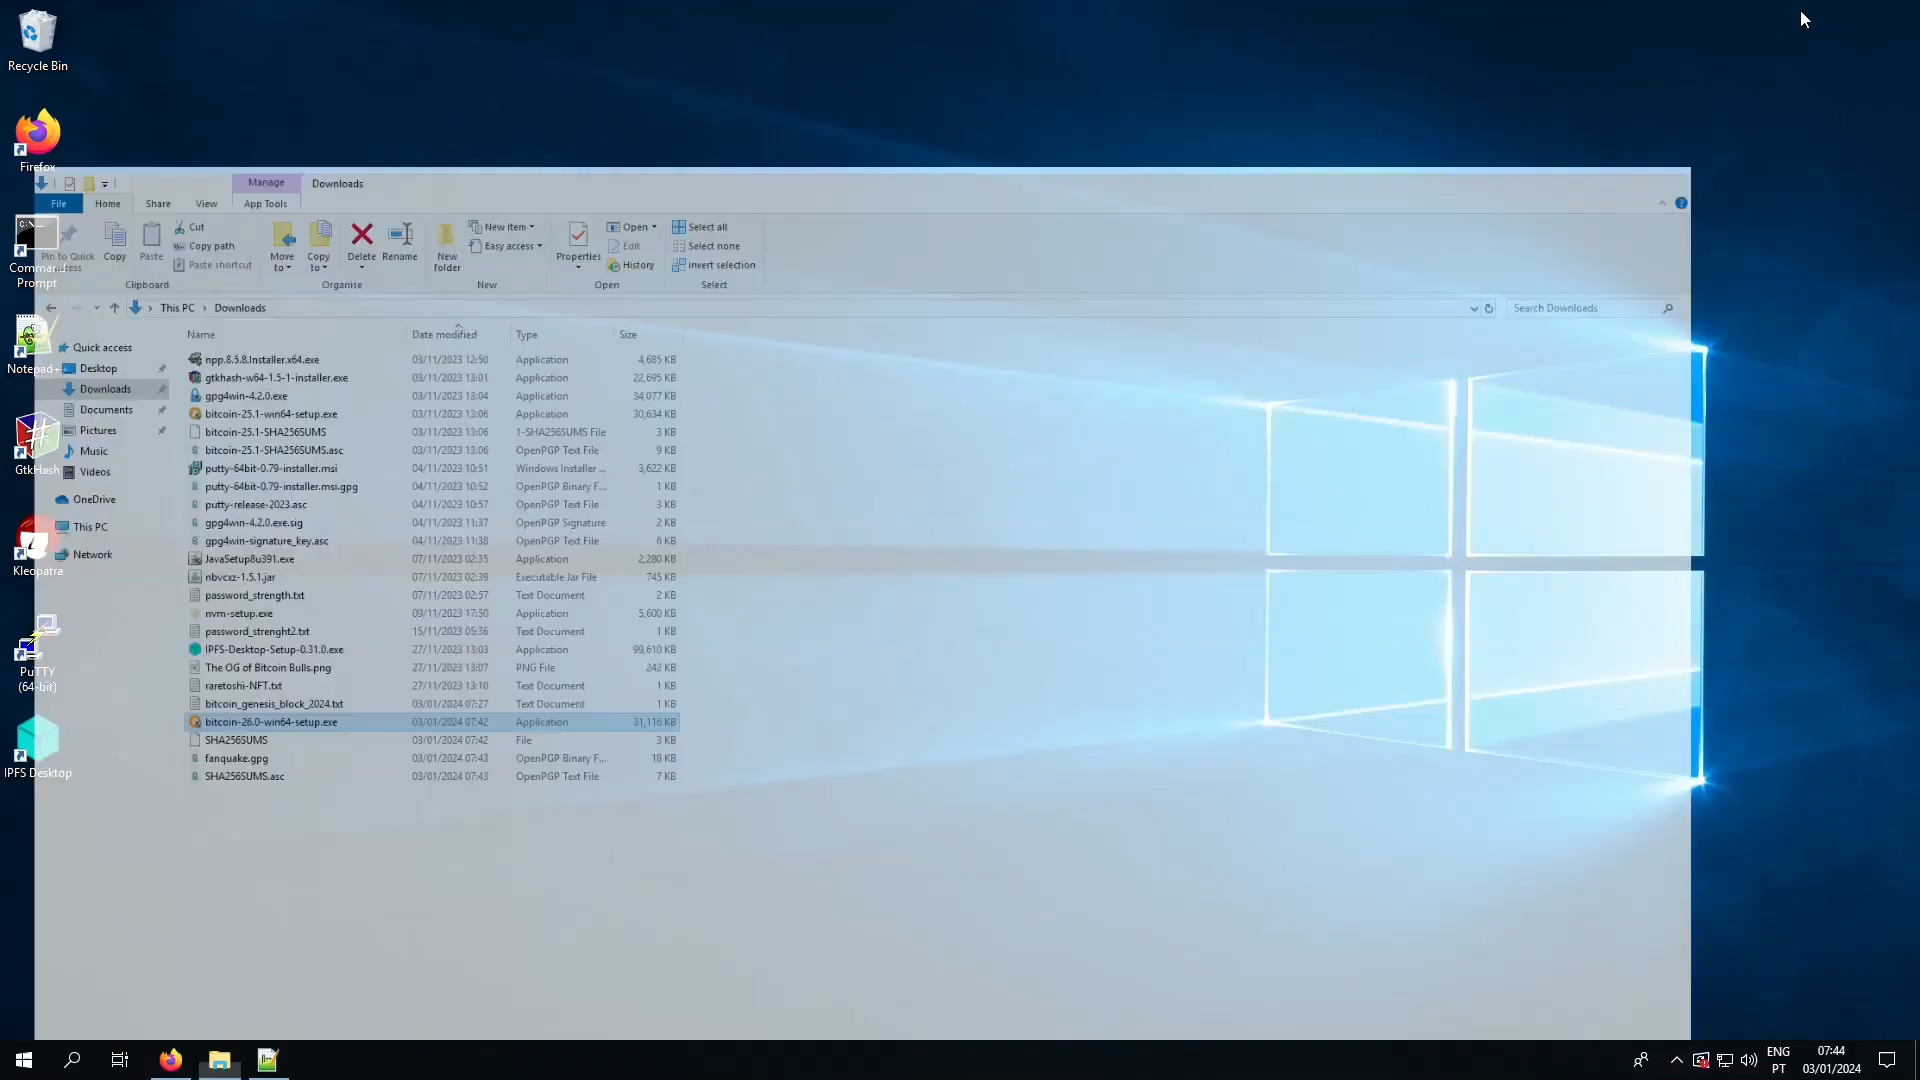 Recycle Bin
Firefox
Command
Prompt
Notepad++
GtkHash
Kleopatra
PuTTY
(64-bit)
IPFS Desktop
Manage
Downloads
File
Home
Share
View
App Tools
Pin to Quick
access
Copy
Paste
Cut
Copy path
Paste shortcut
Clipboard
Move
to
Copy
to
Delete
Rename
Organise
New
folder
New item
Easy access
New
Properties
Open
Edit
History
Open
Select all
Select none
Invert selection
Select
This PC > Downloads
Search Downloads
Quick access
Desktop
Downloads
Documents
Pictures
Music
Videos
OneDrive
This PC
Network
Name Date modified Type Size
npp.8.5.8.Installer.x64.exe 03/11/2023 12:50 Application 4,685 KB
gtkhash-w64-1.5-1-installer.exe 03/11/2023 13:01 Application 22,695 KB
gpg4win-4.2.0.exe 03/11/2023 13:04 Application 34,077 KB
bitcoin-25.1-win64-setup.exe 03/11/2023 13:06 Application 30,634 KB
bitcoin-25.1-SHA256SUMS 03/11/2023 13:06 1-SHA256SUMS File 3 KB
bitcoin-25.1-SHA256SUMS.asc 03/11/2023 13:06 OpenPGP Text File 9 KB
putty-64bit-0.79-installer.msi 04/11/2023 10:51 Windows Installer ... 3,622 KB
putty-64bit-0.79-installer.msi.gpg 04/11/2023 10:52 OpenPGP Binary F... 1 KB
putty-release-2023.asc 04/11/2023 10:57 OpenPGP Text File 3 KB
gpg4win-4.2.0.exe.sig 04/11/2023 11:37 OpenPGP Signature 2 KB
gpg4win-signature_key.asc 04/11/2023 11:38 OpenPGP Text File 6 KB
JavaSetup8u391.exe 07/11/2023 02:35 Application 2,280 KB
nbvcxz-1.5.1.jar 07/11/2023 02:39 Executable Jar File 745 KB
password_strength.txt 07/11/2023 02:57 Text Document 2 KB
nvm-setup.exe 09/11/2023 17:50 Application 5,600 KB
password_strenght2.txt 15/11/2023 05:36 Text Document 1 KB
IPFS-Desktop-Setup-0.31.0.exe 27/11/2023 13:03 Application 99,610 KB
The OG of Bitcoin Bulls.png 27/11/2023 13:07 PNG File 242 KB
raretoshi-NFT.txt 27/11/2023 13:10 Text Document 1 KB
bitcoin_genesis_block_2024.txt 03/01/2024 07:27 Text Document 1 KB
bitcoin-26.0-win64-setup.exe 03/01/2024 07:42 Application 31,116 KB
SHA256SUMS 03/01/2024 07:42 File 3 KB
fanquake.gpg 03/01/2024 07:43 OpenPGP Binary F... 18 KB
SHA256SUMS.asc 03/01/2024 07:43 OpenPGP Text File 7 KB
ENG
PT
07:44
03/01/2024